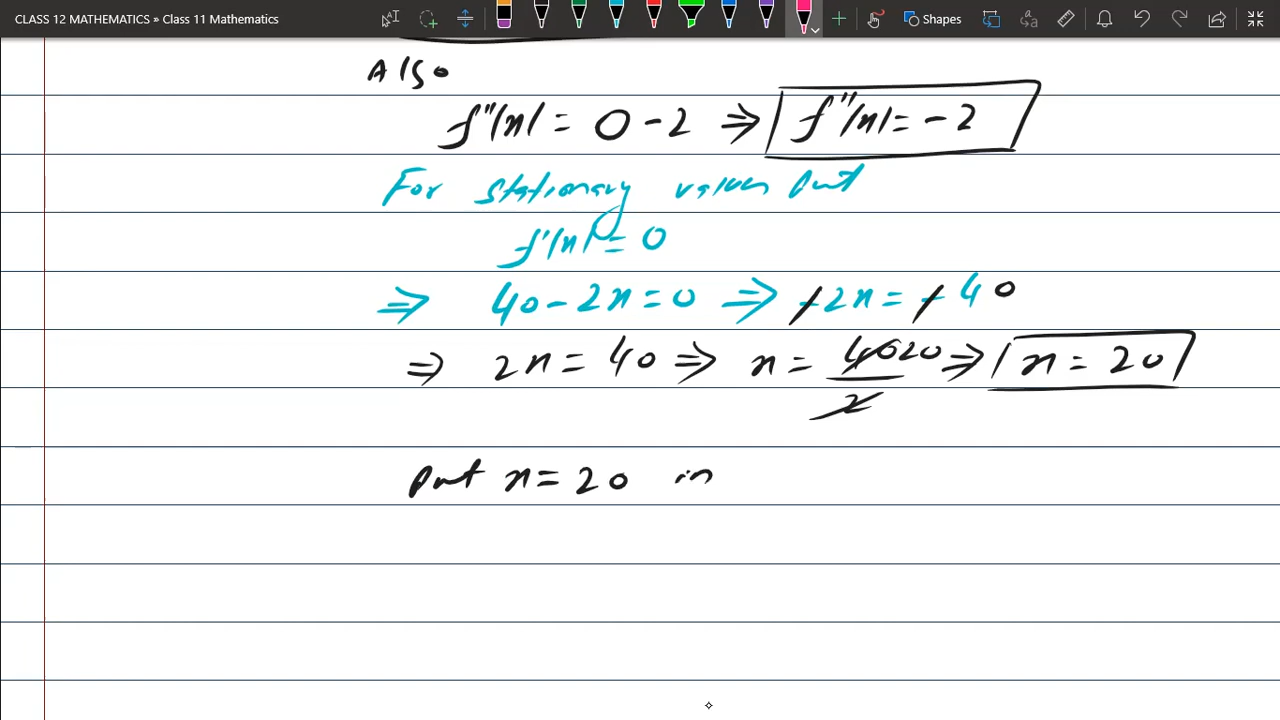 CLASS 12 MATHEMATICS » Class 11 Mathematics
Shapes
Also
f''(x) = 0 - 2 ⇒ f''(x) = -2
For stationary values put
f'(x) = 0
⇒ 40 - 2x = 0 ⇒ -2x = -40
⇒ 2x = 40 ⇒ x = 40/2 20 ⇒ x = 20
Put x = 20 in